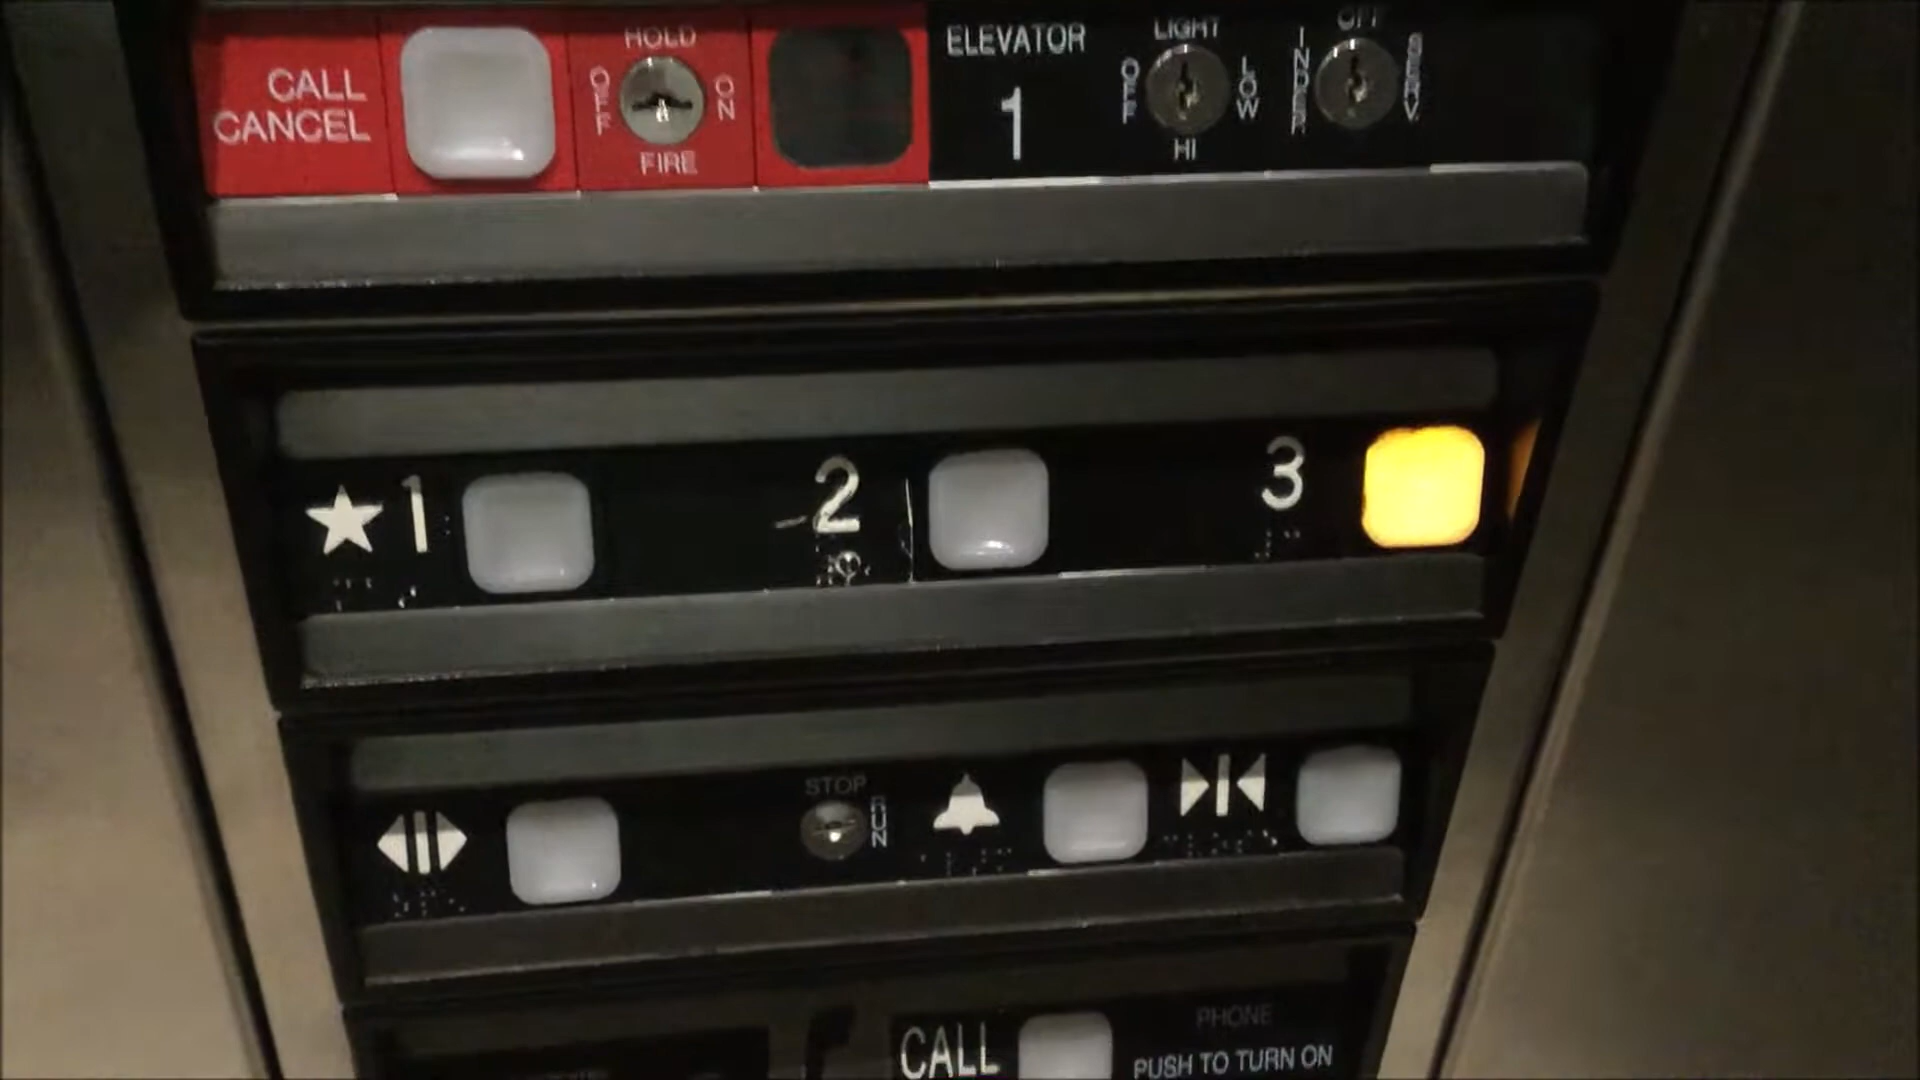 CALL
CANCEL
HOLD
OFF
ON
FIRE
ELEVATOR
1
LIGHT
OFF
LOW
HI
OFF
INDEP
SERV
★1
2
3
STOP
RUN
CALL
PHONE
PUSH TO TURN ON